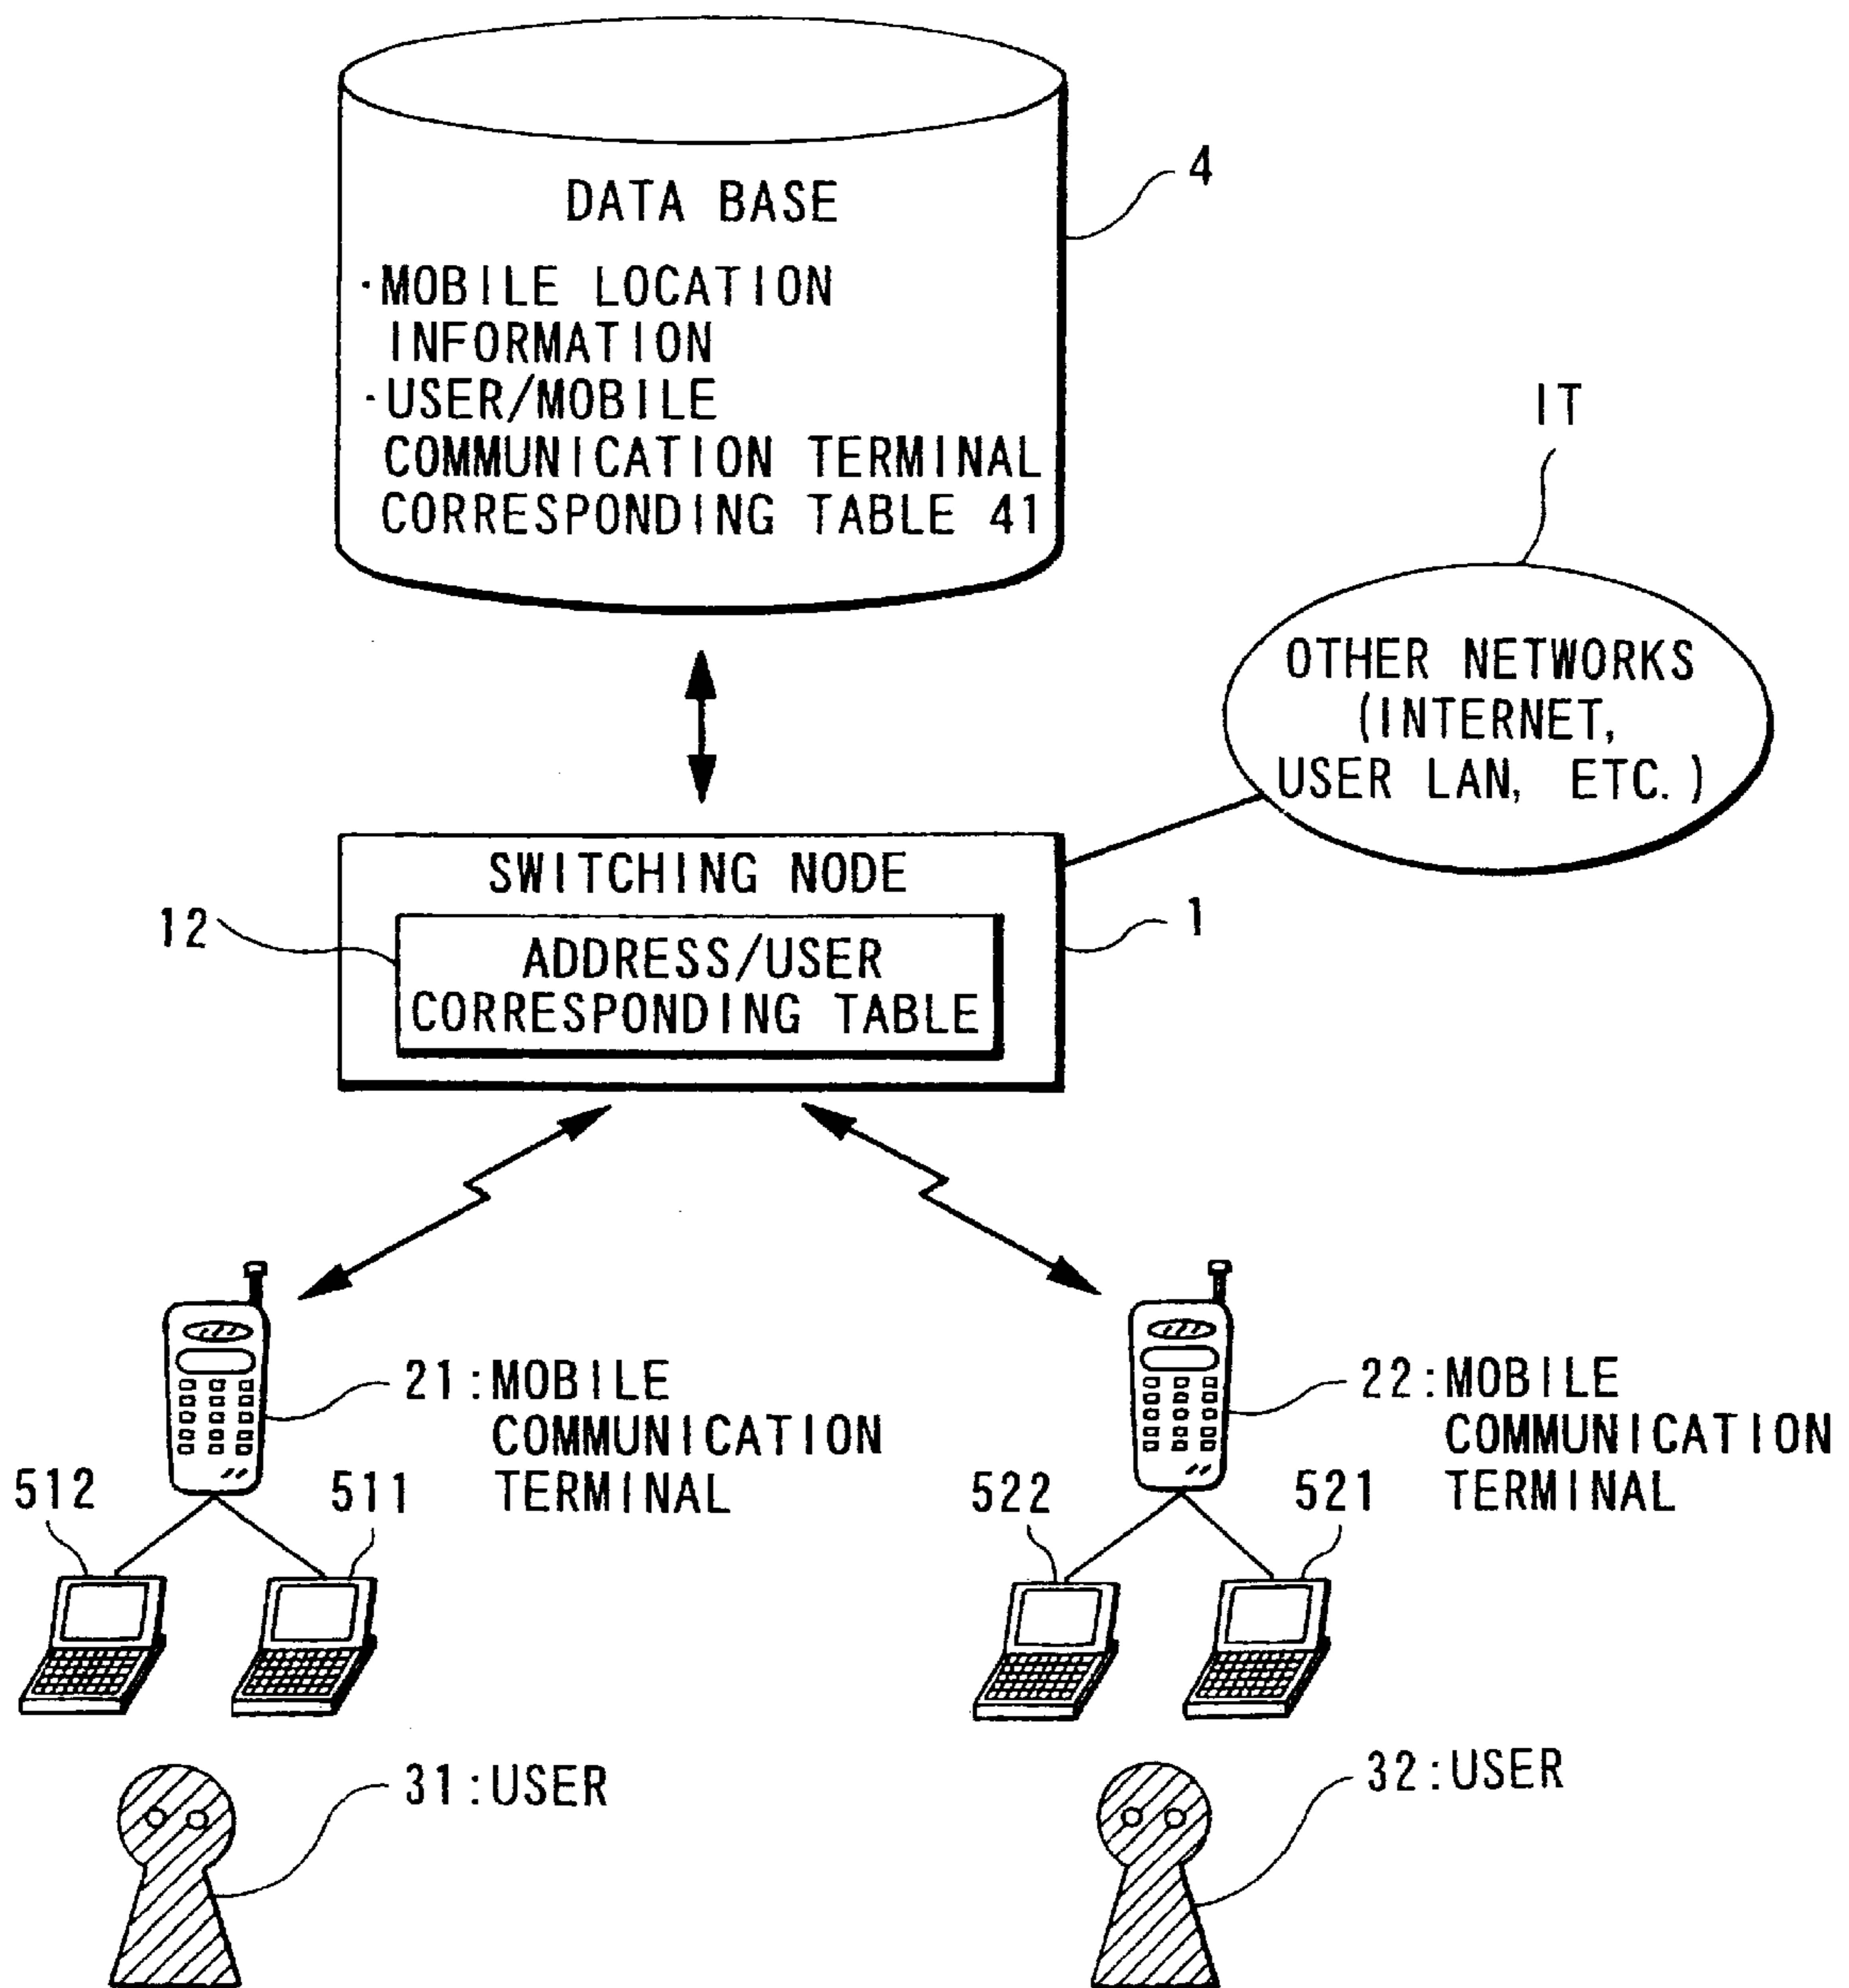 DATA BASE
4
·MOBILE LOCATION
INFORMATION
·USER/MOBILE
COMMUNICATION TERMINAL
CORRESPONDING TABLE 41
IT
OTHER NETWORKS
(INTERNET,
USER LAN, ETC.)
SWITCHING NODE
12
1
ADDRESS/USER
CORRESPONDING TABLE
21:MOBILE
COMMUNICATION
TERMINAL
22:MOBILE
COMMUNICATION
TERMINAL
512
511
522
521
31:USER
32:USER